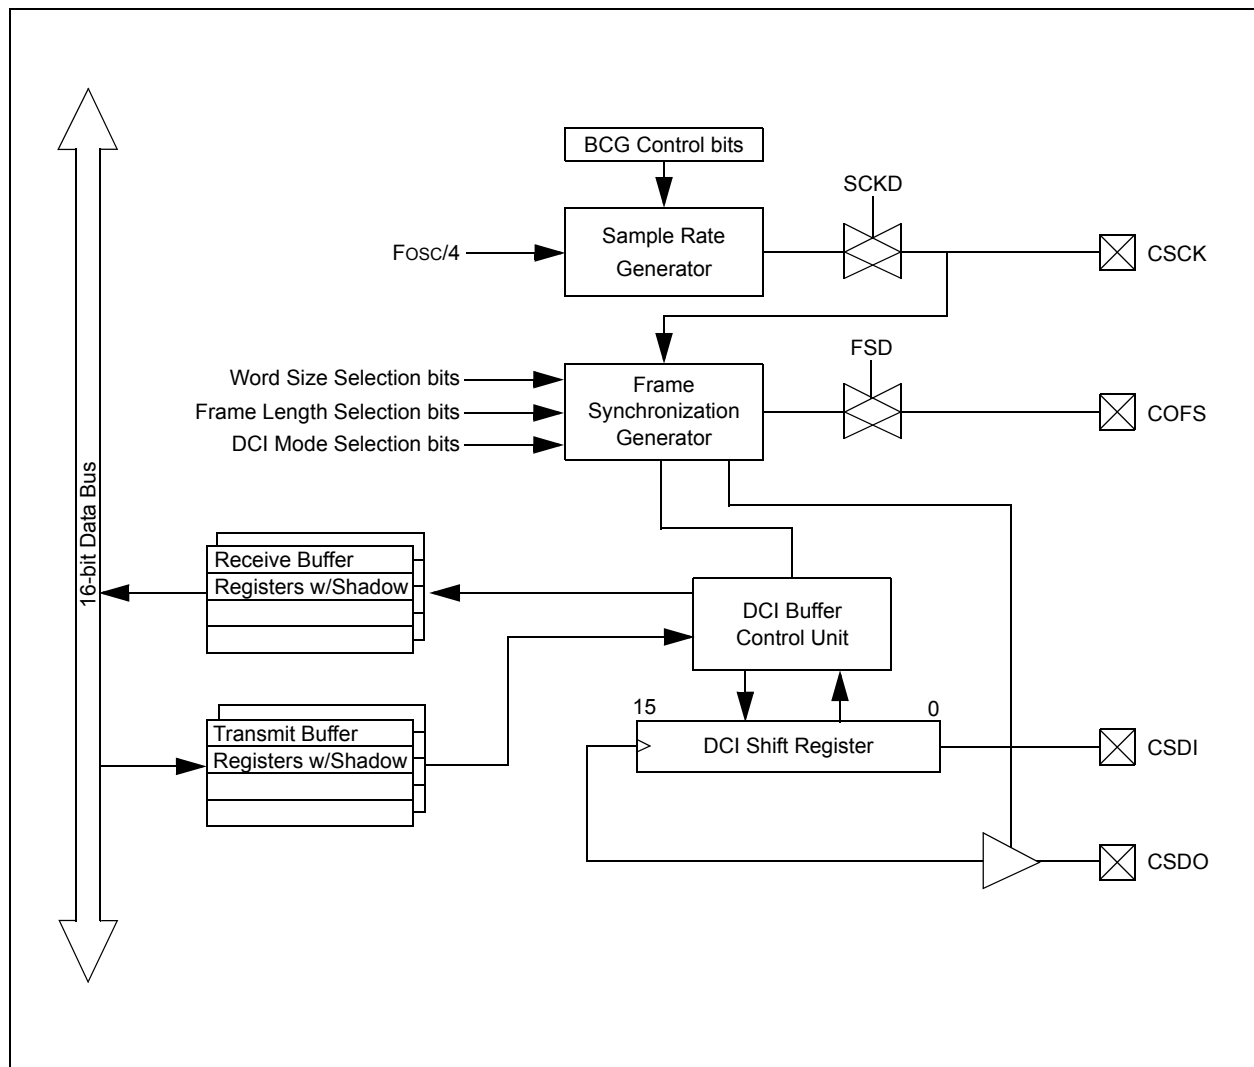 BCG Control bits
SCKD
Sample Rate
Generator
FOSC/4
CSCK
FSD
Word Size Selection bits
Frame Length Selection bits
DCI Mode Selection bits
Frame
Synchronization
Generator
COFS
16-bit Data Bus
Receive Buffer
Registers w/Shadow
DCI Buffer
Control Unit
Transmit Buffer
Registers w/Shadow
15
0
DCI Shift Register
CSDI
CSDO